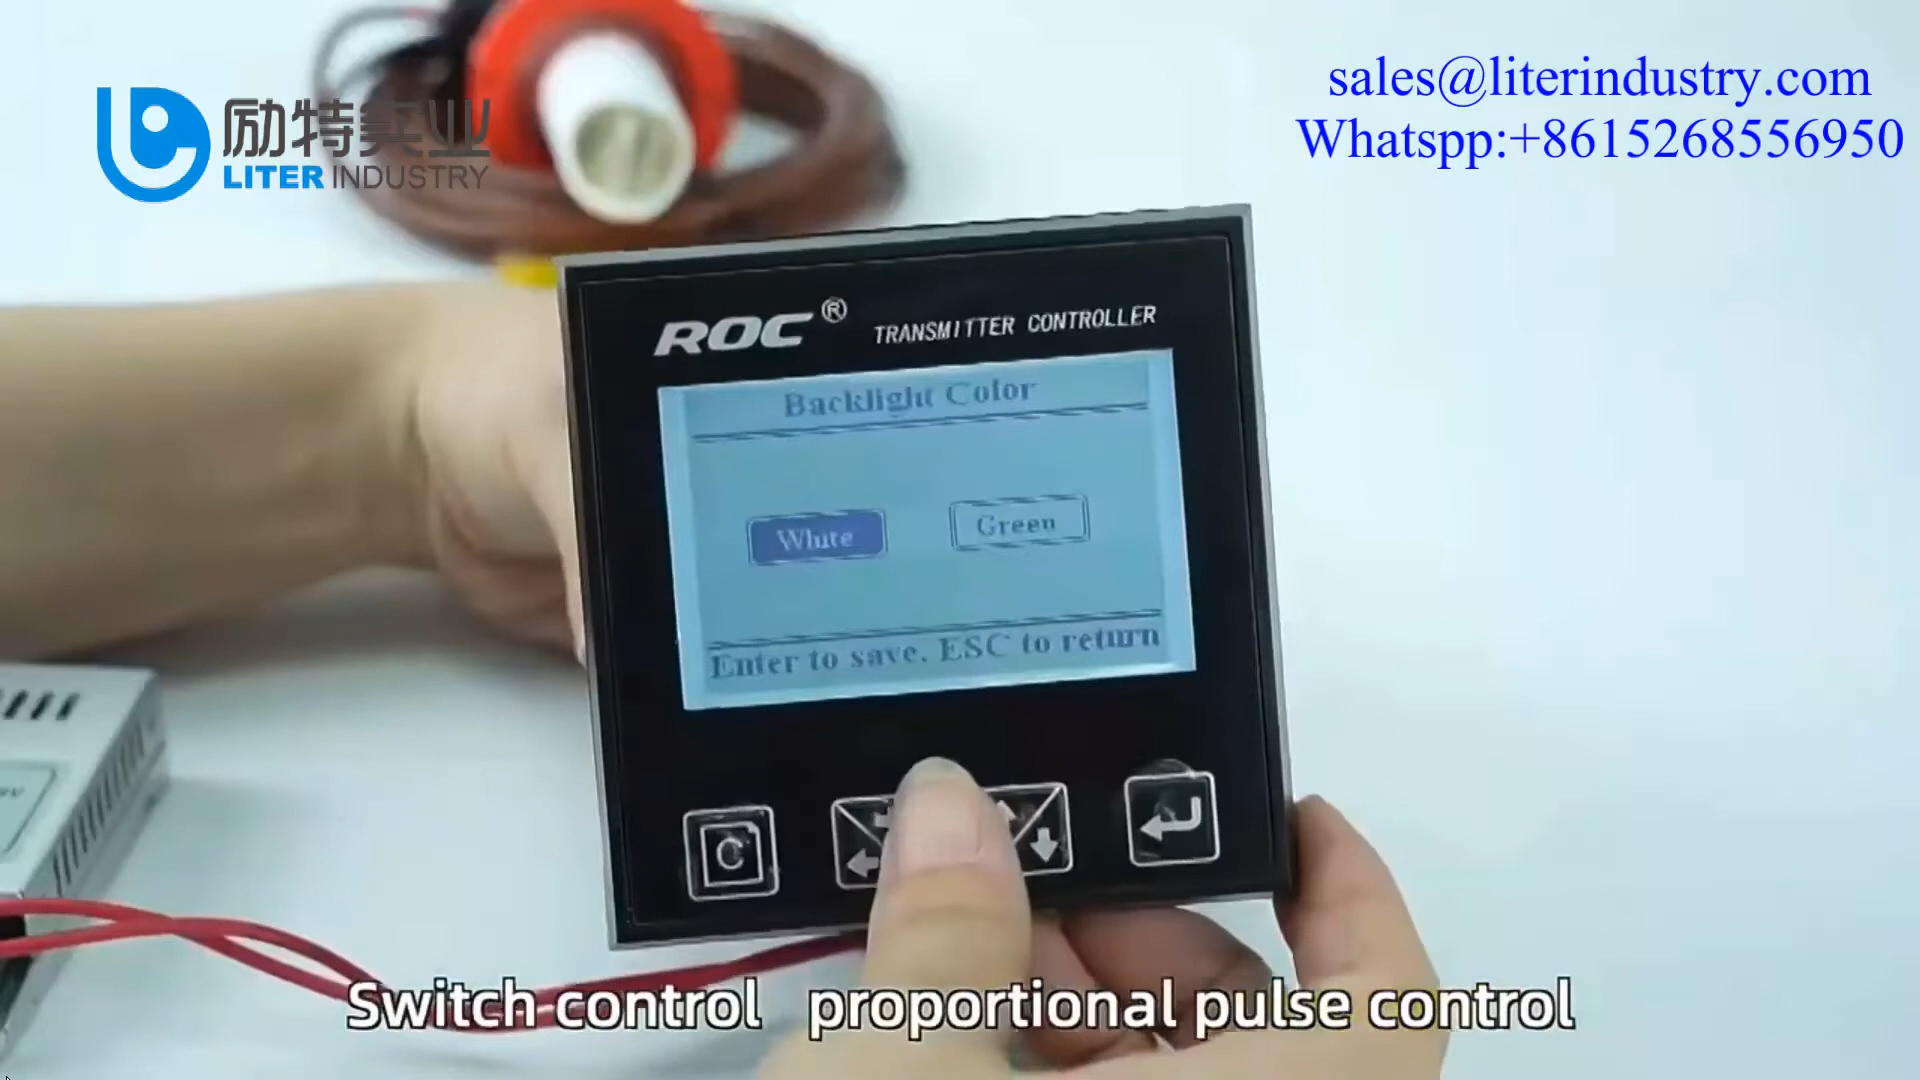 励特实业
LITER INDUSTRY
sales@literindustry.com
Whatspp:+8615268556950
ROC®
TRANSMITTER CONTROLLER
Backlight Color
White
Green
Enter to save. ESC to return
C
Switch control proportional pulse control